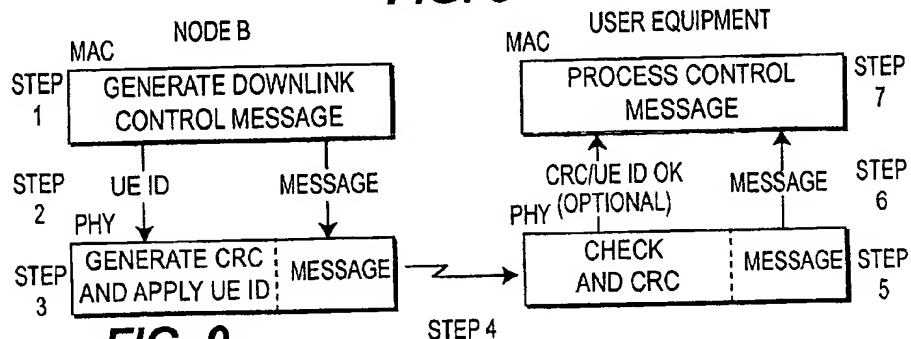 NODE B
USER EQUIPMENT
MAC
MAC
STEP 1
GENERATE DOWNLINK
CONTROL MESSAGE
PROCESS CONTROL
MESSAGE
STEP 7
STEP 2
UE ID
MESSAGE
CRC/UE ID OK
(OPTIONAL)
MESSAGE
STEP 6
PHY
PHY
STEP 3
GENERATE CRC
AND APPLY UE ID
MESSAGE
CHECK
AND CRC
MESSAGE
STEP 5
STEP 4